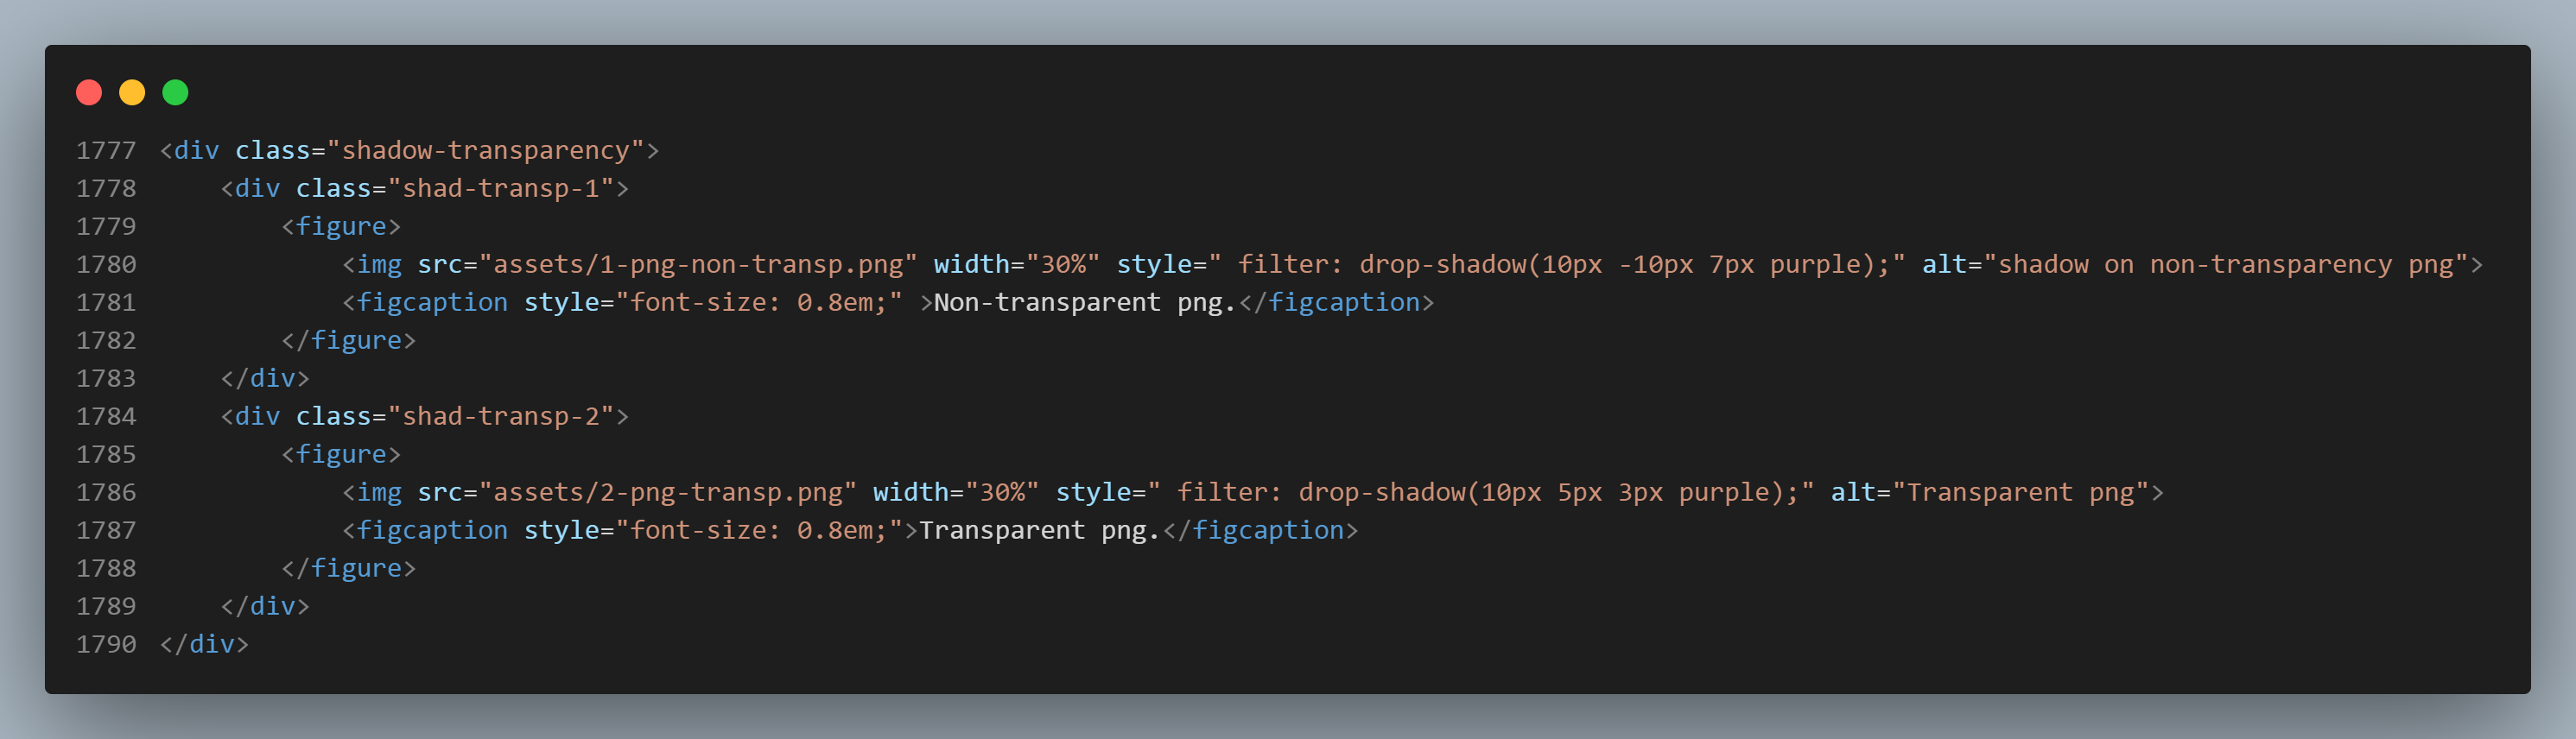 1777 <div class="shadow-transparency">
1778     <div class="shad-transp-1">
1779         <figure>
1780             <img src="assets/1-png-non-transp.png" width="30%" style=" filter: drop-shadow(10px -10px 7px purple);" alt="shadow on non-transparency png">
1781             <figcaption style="font-size: 0.8em;" >Non-transparent png.</figcaption>
1782         </figure>
1783     </div>
1784     <div class="shad-transp-2">
1785         <figure>
1786             <img src="assets/2-png-transp.png" width="30%" style=" filter: drop-shadow(10px 5px 3px purple);" alt="Transparent png">
1787             <figcaption style="font-size: 0.8em;">Transparent png.</figcaption>
1788         </figure>
1789     </div>
1790 </div>